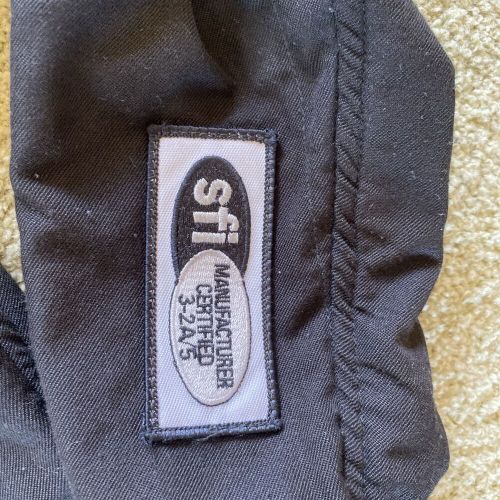 sfi
MANUFACTURER
CERTIFIED
3-2A/5